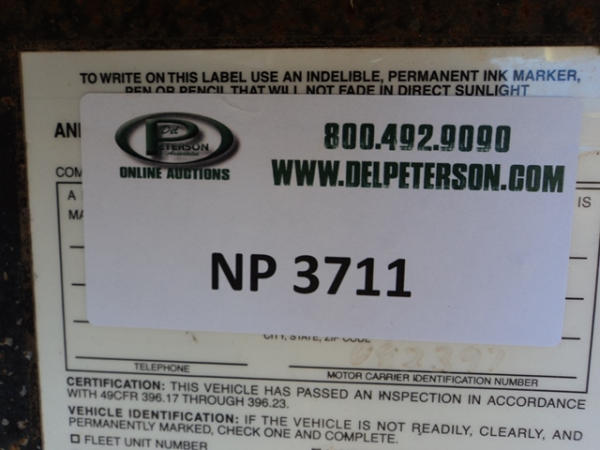 TO WRITE ON THIS LABEL USE AN INDELIBLE, PERMANENT INK MARKER,
PEN OR PENCIL THAT WILL NOT FADE IN DIRECT SUNLIGHT
Del
PETERSON
ONLINE AUCTIONS
800.492.9090
WWW.DELPETERSON.COM
NP 3711
IS
CITY, STATE, ZIP CODE
TELEPHONE
MOTOR CARRIER IDENTIFICATION NUMBER
CERTIFICATION: THIS VEHICLE HAS PASSED AN INSPECTION IN ACCORDANCE
WITH 49CFR 396.17 THROUGH 396.23.
VEHICLE IDENTIFICATION: IF THE VEHICLE IS NOT READILY, CLEARLY, AND
PERMANENTLY MARKED, CHECK ONE AND COMPLETE.
FLEET UNIT NUMBER